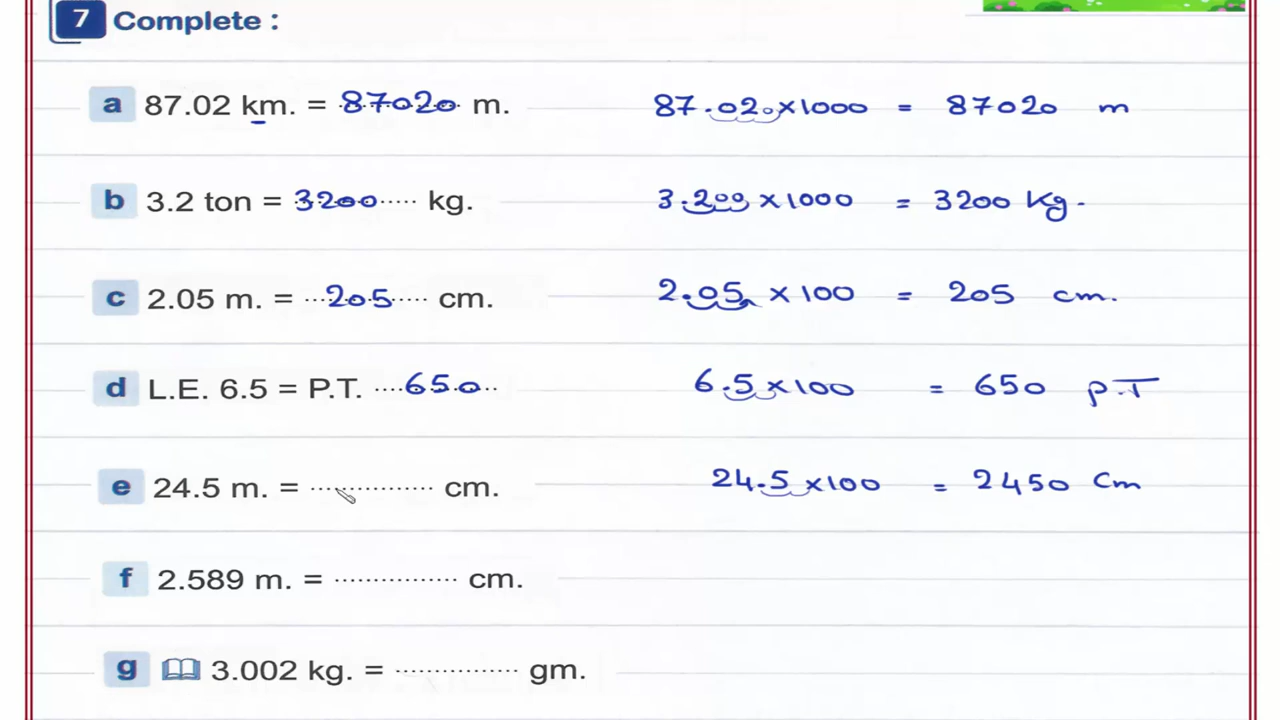 7 Complete :
a 87.02 km. = 87020 m. 87.020×1000 = 87020 m
b 3.2 ton = 3200 kg. 3.200×1000 = 3200 Kg.
c 2.05 m. = 205 cm. 2.05×100 = 205 cm.
d L.E. 6.5 = P.T. 650 6.5×100 = 650 P.T
e 24.5 m. = ................ cm. 24.5×100 = 2450 Cm
f 2.589 m. = ................ cm.
g 3.002 kg. = ................ gm.